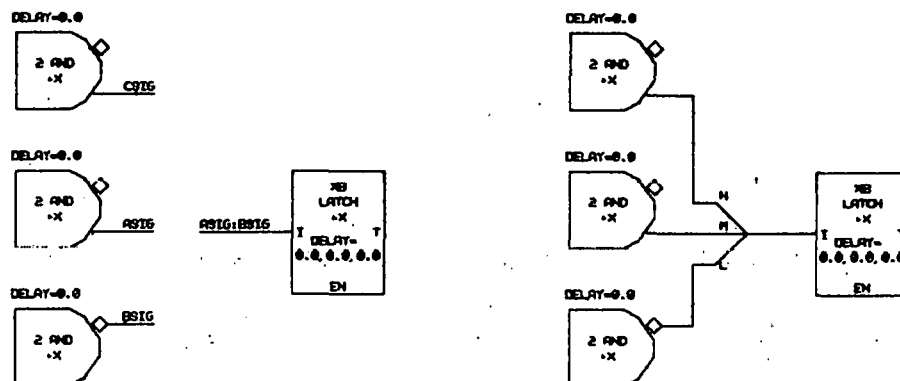 DELAY=0.0
2 AND
.X
CSIG
DELAY=0.0
2 AND
.X
ASIG
DELAY=0.0
2 AND
.X
BSIG
ASIG:BSIG
XB
LATCH
.X
I T
DELAY=
0.0,0.0,0.0
EN
DELAY=0.0
2 AND
.X
DELAY=0.0
2 AND
.X
DELAY=0.0
2 AND
.X
H
M
L
XB
LATCH
.X
I T
DELAY=
0.0,0.0,0.0
EN